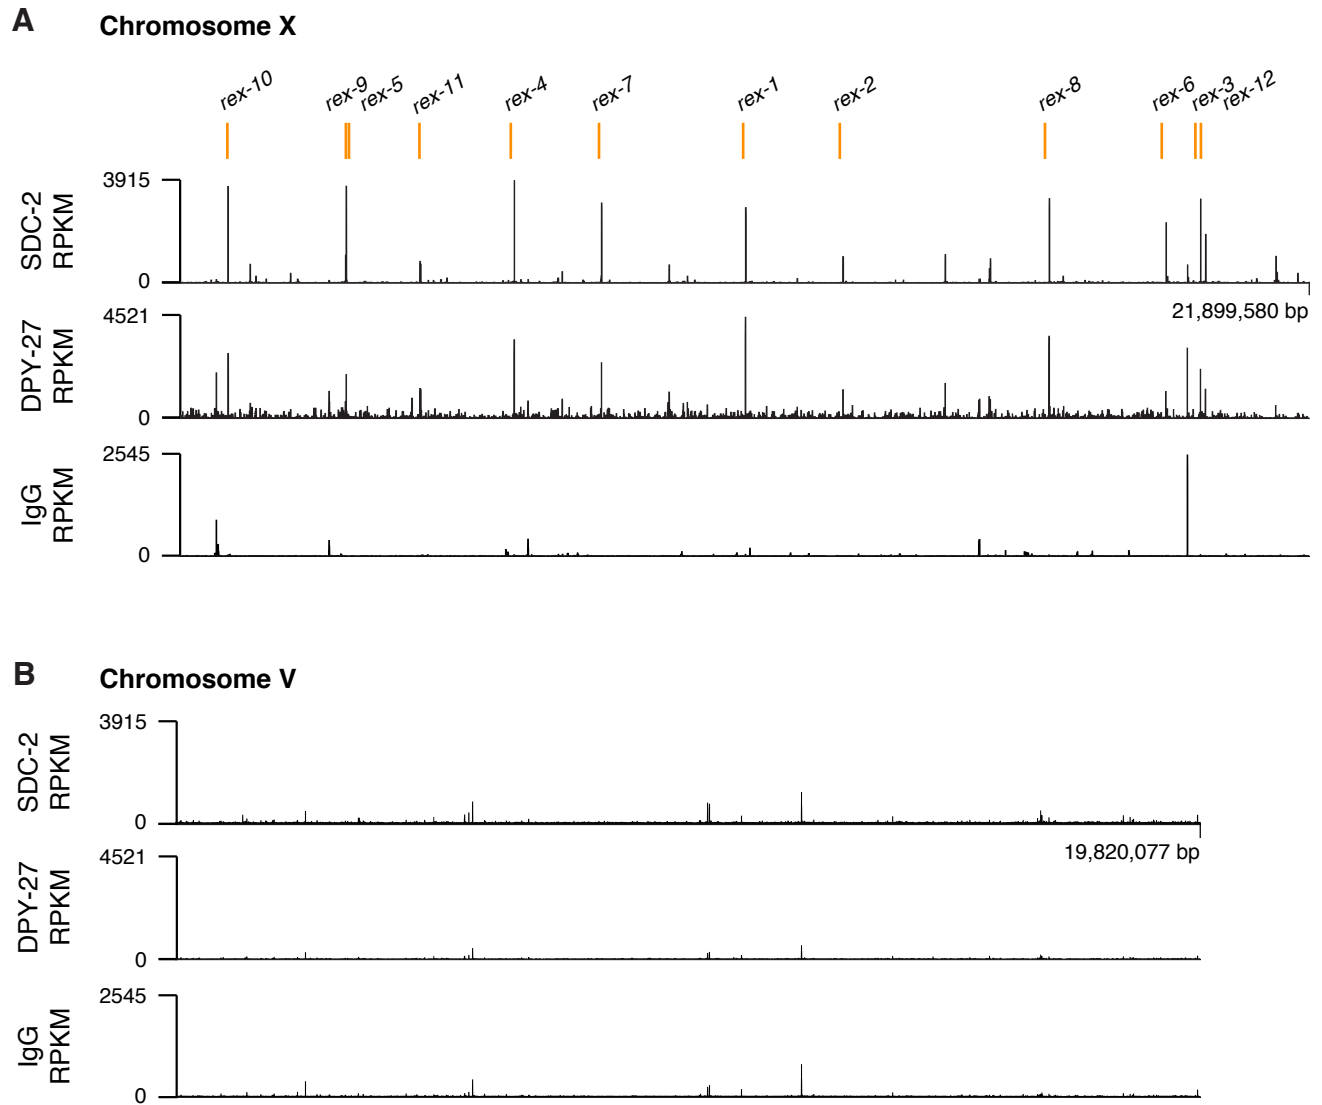 A
Chromosome X
rex-10
rex-9
rex-5
rex-11
rex-4
rex-7
rex-1
rex-2
rex-8
rex-6
rex-3
rex-12
SDC-2
RPKM
3915
0
21,899,580 bp
DPY-27
RPKM
4521
0
IgG
RPKM
2545
0
B
Chromosome V
SDC-2
RPKM
3915
0
19,820,077 bp
DPY-27
RPKM
4521
0
IgG
RPKM
2545
0